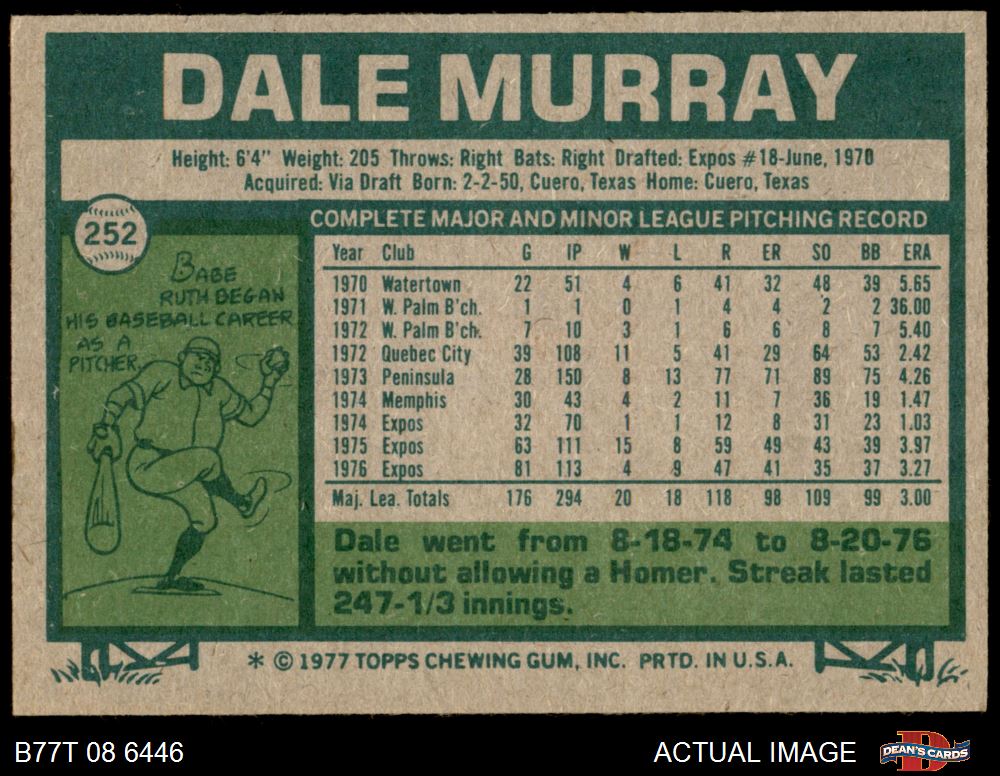 DALE MURRAY
Height: 6'4" Weight: 205 Throws: Right Bats: Right Drafted: Expos #18-June, 1970
Acquired: Via Draft Born: 2-2-50, Cuero, Texas Home: Cuero, Texas
252
BABE
RUTH BEGAN
HIS BASEBALL CAREER
AS A
PITCHER.
COMPLETE MAJOR AND MINOR LEAGUE PITCHING RECORD
Year Club G IP W L R ER SO BB ERA
1970 Watertown 22 51 4 6 41 32 48 39 5.65
1971 W. Palm B'ch. 1 1 0 1 4 4 2 2 36.00
1972 W. Palm B'ch. 7 10 3 1 6 6 8 7 5.40
1972 Quebec City 39 108 11 5 41 29 64 53 2.42
1973 Peninsula 28 150 8 13 77 71 89 75 4.26
1974 Memphis 30 43 4 2 11 7 36 19 1.47
1974 Expos 32 70 1 1 12 8 31 23 1.03
1975 Expos 63 111 15 8 59 49 43 39 3.97
1976 Expos 81 113 4 9 47 41 35 37 3.27
Maj. Lea. Totals 176 294 20 18 118 98 109 99 3.00
Dale went from 8-18-74 to 8-20-76
without allowing a Homer. Streak lasted
247-1/3 innings.
* © 1977 TOPPS CHEWING GUM, INC. PRTD. IN U.S.A.
B77T 08 6446
ACTUAL IMAGE
D
DEAN'S CARDS